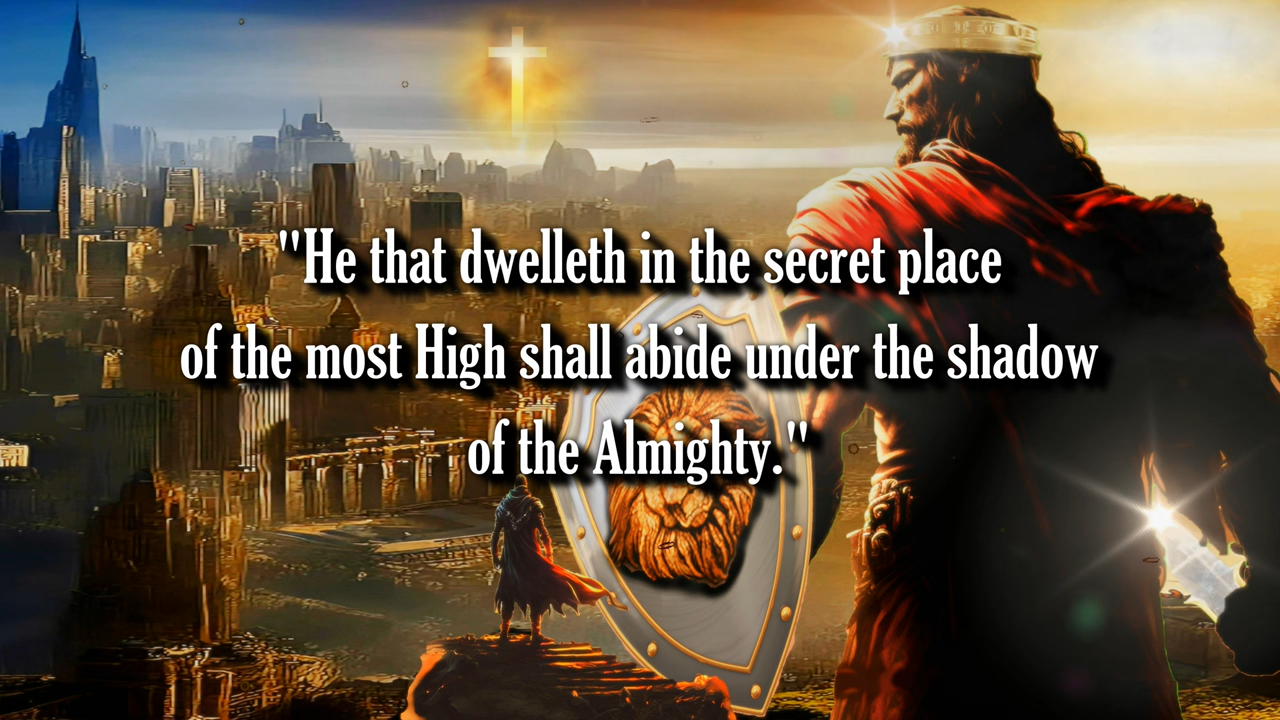 "He that dwelleth in the secret place
of the most High shall abide under the shadow
of the Almighty."